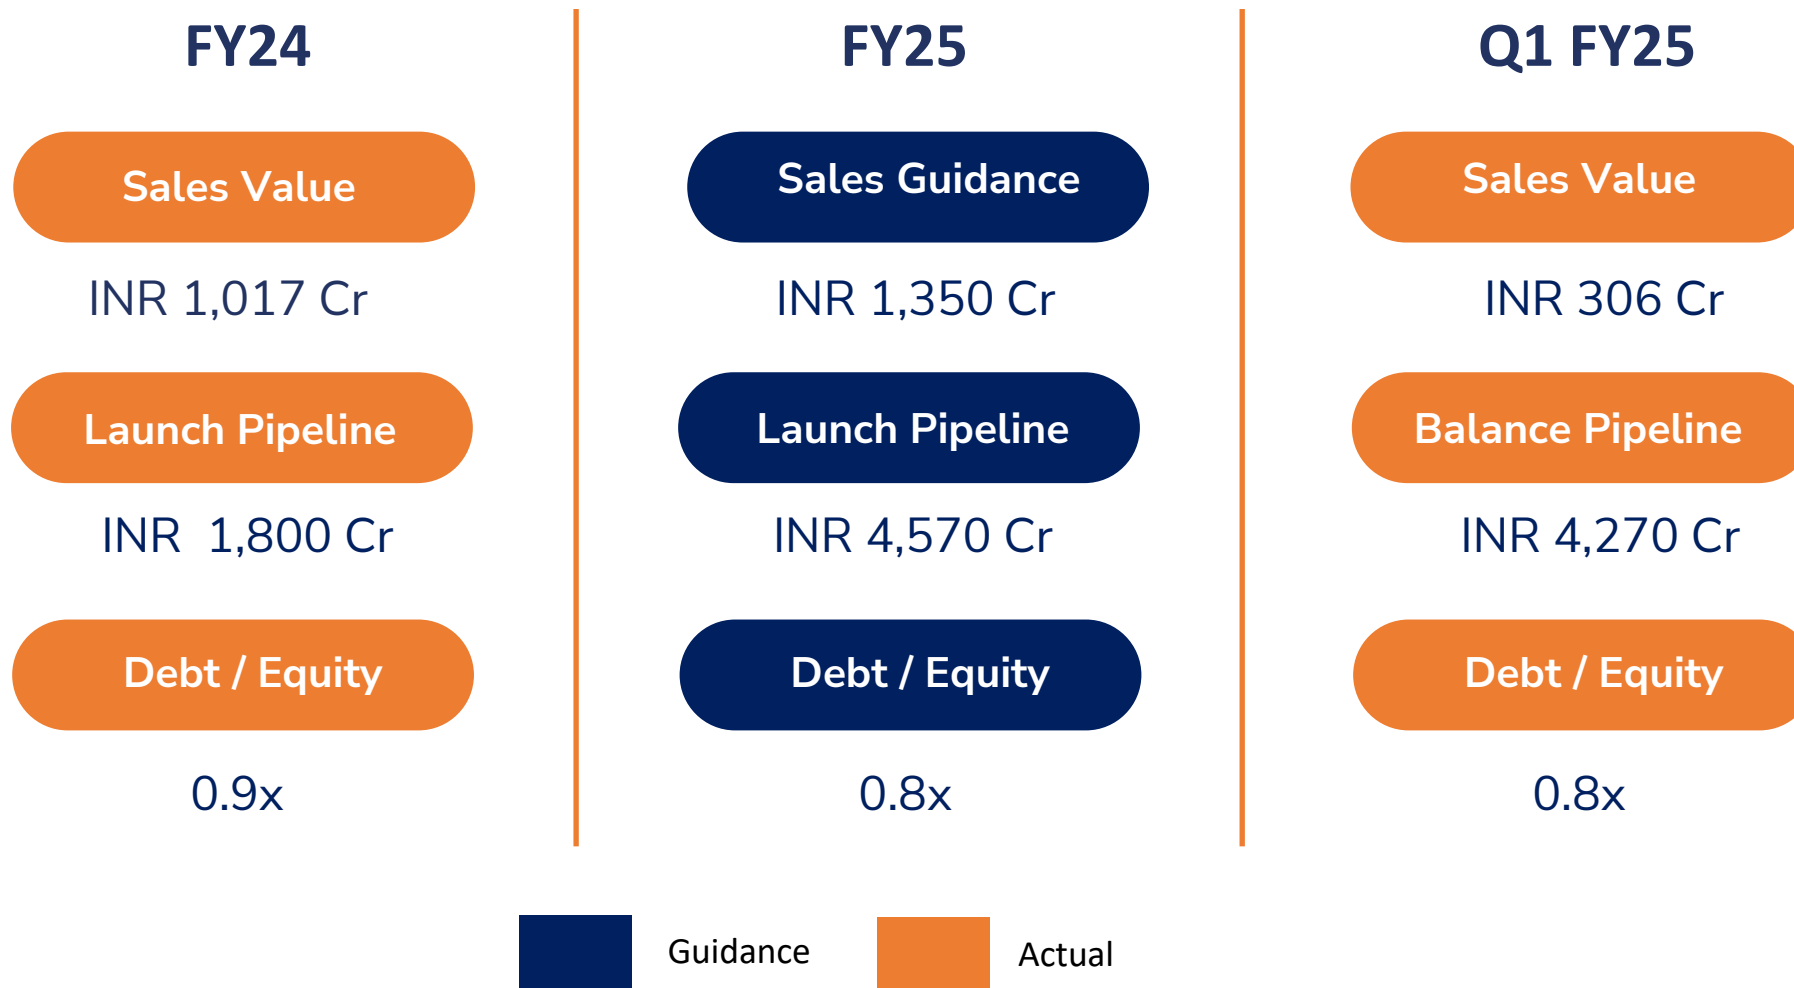 FY24
Sales Value
INR 1,017 Cr
Launch Pipeline
INR 1,800 Cr
Debt / Equity
0.9x
FY25
Sales Guidance
INR 1,350 Cr
Launch Pipeline
INR 4,570 Cr
Debt / Equity
0.8x
Q1 FY25
Sales Value
INR 306 Cr
Balance Pipeline
INR 4,270 Cr
Debt / Equity
0.8x
Guidance
Actual